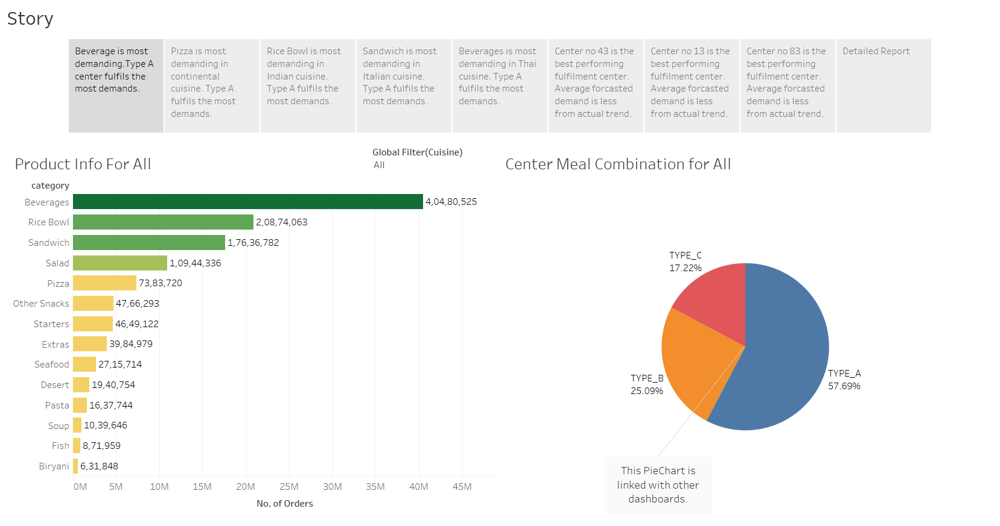 Story
Beverage is most
demanding.Type A
center fulfils the
most demands.
Pizza is most
demanding in
continental
cuisine. Type A
fulfils the most
demands.
Rice Bowl is most
demanding in
Indian cuisine.
Type A fulfils the
most demands.
Sandwich is most
demanding in
Italian cuisine.
Type A fulfils the
most demands.
Beverages is most
demanding in Thai
cuisine. Type A
fulfils the most
demands.
Center no 43 is the
best performing
fulfilment center.
Average forcasted
demand is less
from actual trend.
Center no 13 is the
best performing
fulfilment center.
Average forcasted
demand is less
from actual trend.
Center no 83 is the
best performing
fulfilment center.
Average forcasted
demand is less
from actual trend.
Detailed Report
Product Info For All
Global Filter(Cuisine)
All
category
Beverages 4,04,80,525
Rice Bowl 2,08,74,063
Sandwich 1,76,36,782
Salad 1,09,44,336
Pizza 73,83,720
Other Snacks 47,66,293
Starters 46,49,122
Extras 39,84,979
Seafood 27,15,714
Desert 19,40,754
Pasta 16,37,744
Soup 10,39,646
Fish 8,71,959
Biryani 6,31,848
0M 5M 10M 15M 20M 25M 30M 35M 40M 45M
No. of Orders
Center Meal Combination for All
TYPE_C
17.22%
TYPE_B
25.09%
TYPE_A
57.69%
This PieChart is
linked with other
dashboards.